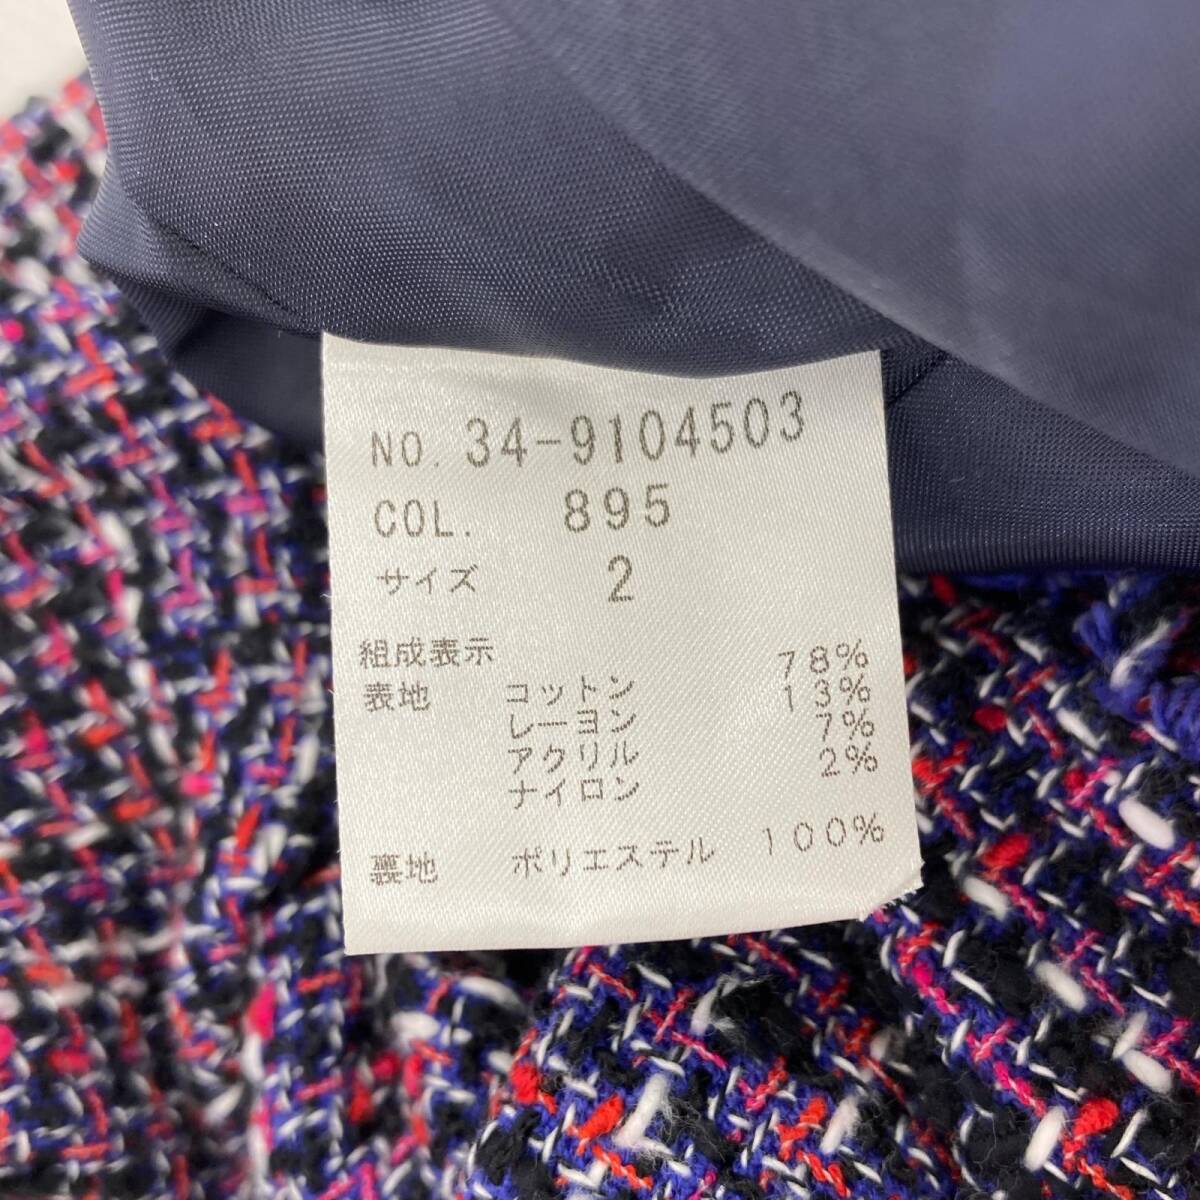 NO. 34-9104503
COL. 895
サイズ 2
組成表示
表地 コットン 78%
レーヨン 13%
アクリル 7%
ナイロン 2%
裏地 ポリエステル 100%